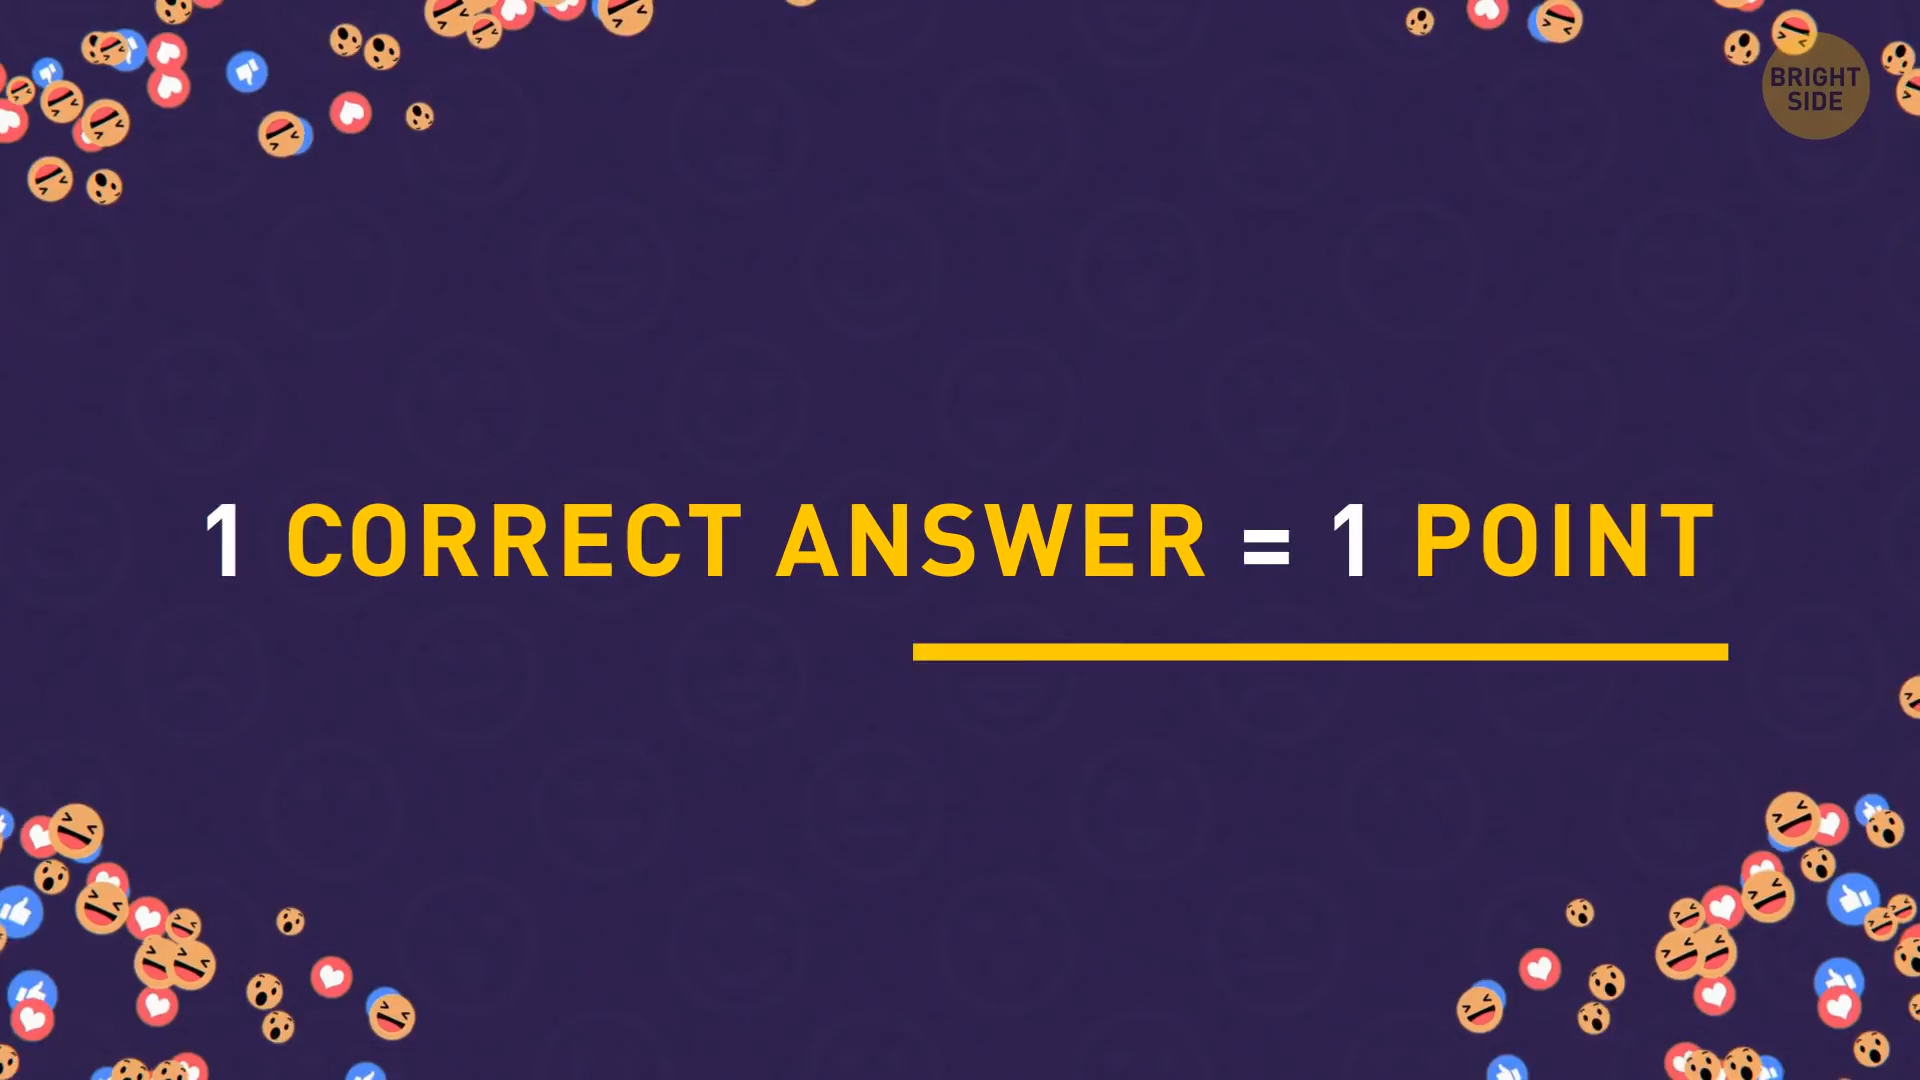 BRIGHT
SIDE
1 CORRECT ANSWER = 1 POINT